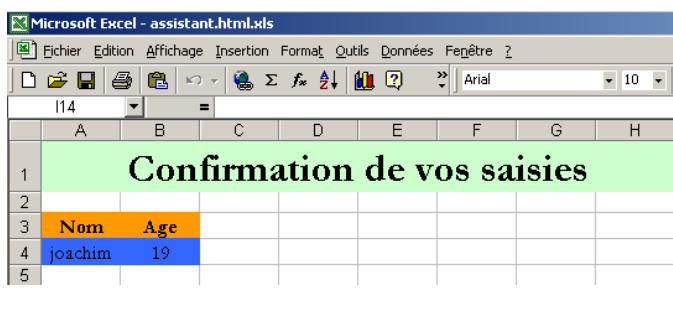 Microsoft Excel - assistant.html.xls
Fichier Edition Affichage Insertion Format Outils Données Fenêtre ?
Σ fx Arial 10
I14 =
A B C D E F G H
1 Confirmation de vos saisies
2
3 Nom Age
4 joachim 19
5